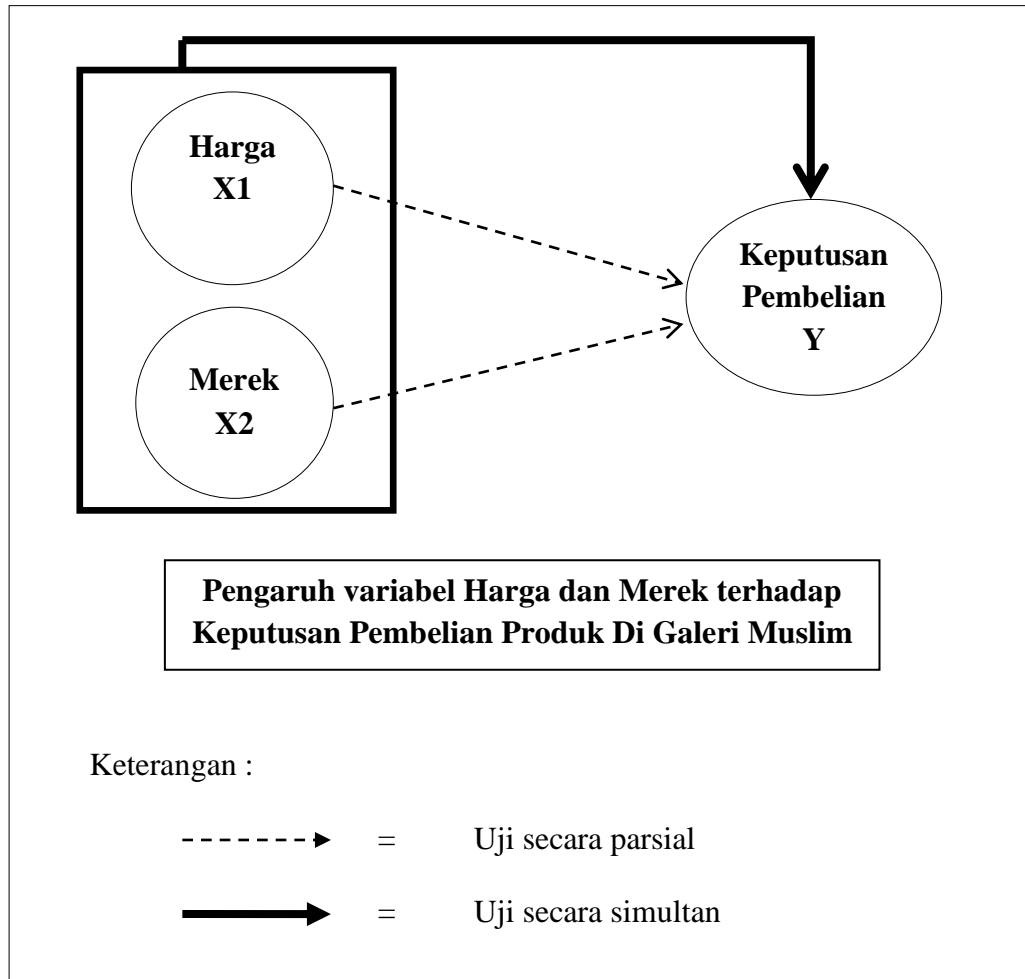 Harga
X1
Merek
X2
Keputusan
Pembelian
Y
Pengaruh variabel Harga dan Merek terhadap
Keputusan Pembelian Produk Di Galeri Muslim
Keterangan :
= Uji secara parsial
= Uji secara simultan